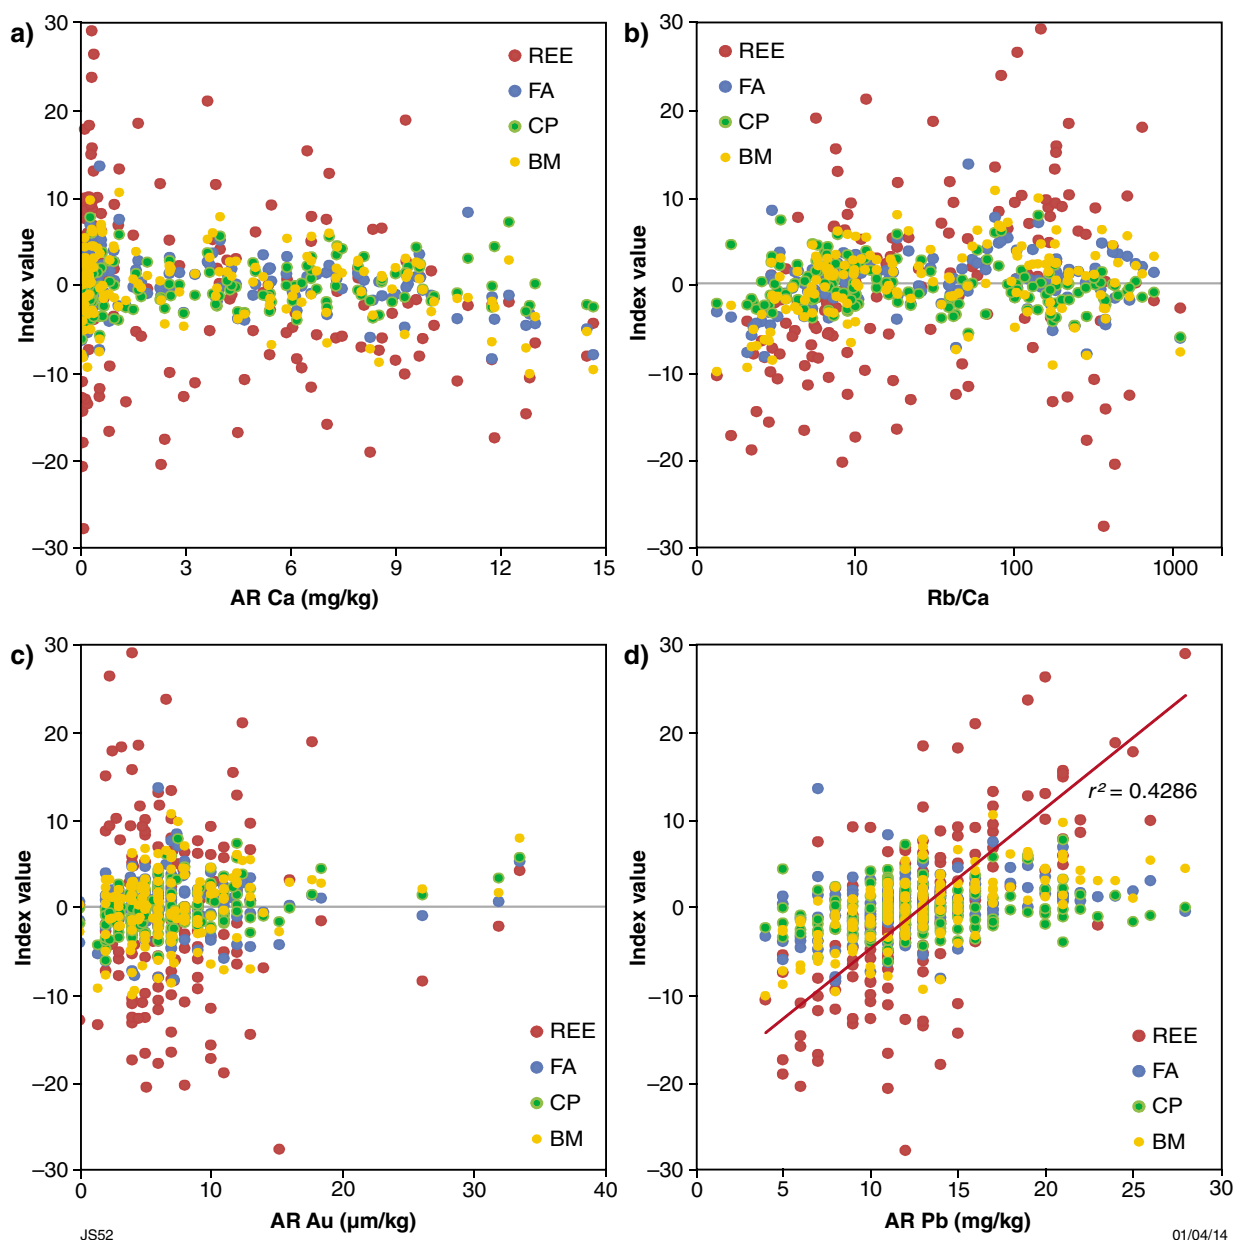 a)
30
20
10
0
–10
–20
–30
Index value
0 3 6 9 12 15
AR Ca (mg/kg)
REE
FA
CP
BM
b)
30
20
10
0
–10
–20
–30
Index value
0 10 100 1000
Rb/Ca
REE
FA
CP
BM
c)
30
20
10
0
–10
–20
–30
Index value
0 10 20 30 40
AR Au (µm/kg)
REE
FA
CP
BM
d)
30
20
10
0
–10
–20
–30
Index value
0 5 10 15 20 25 30
AR Pb (mg/kg)
r² = 0.4286
REE
FA
CP
BM
JS52
01/04/14